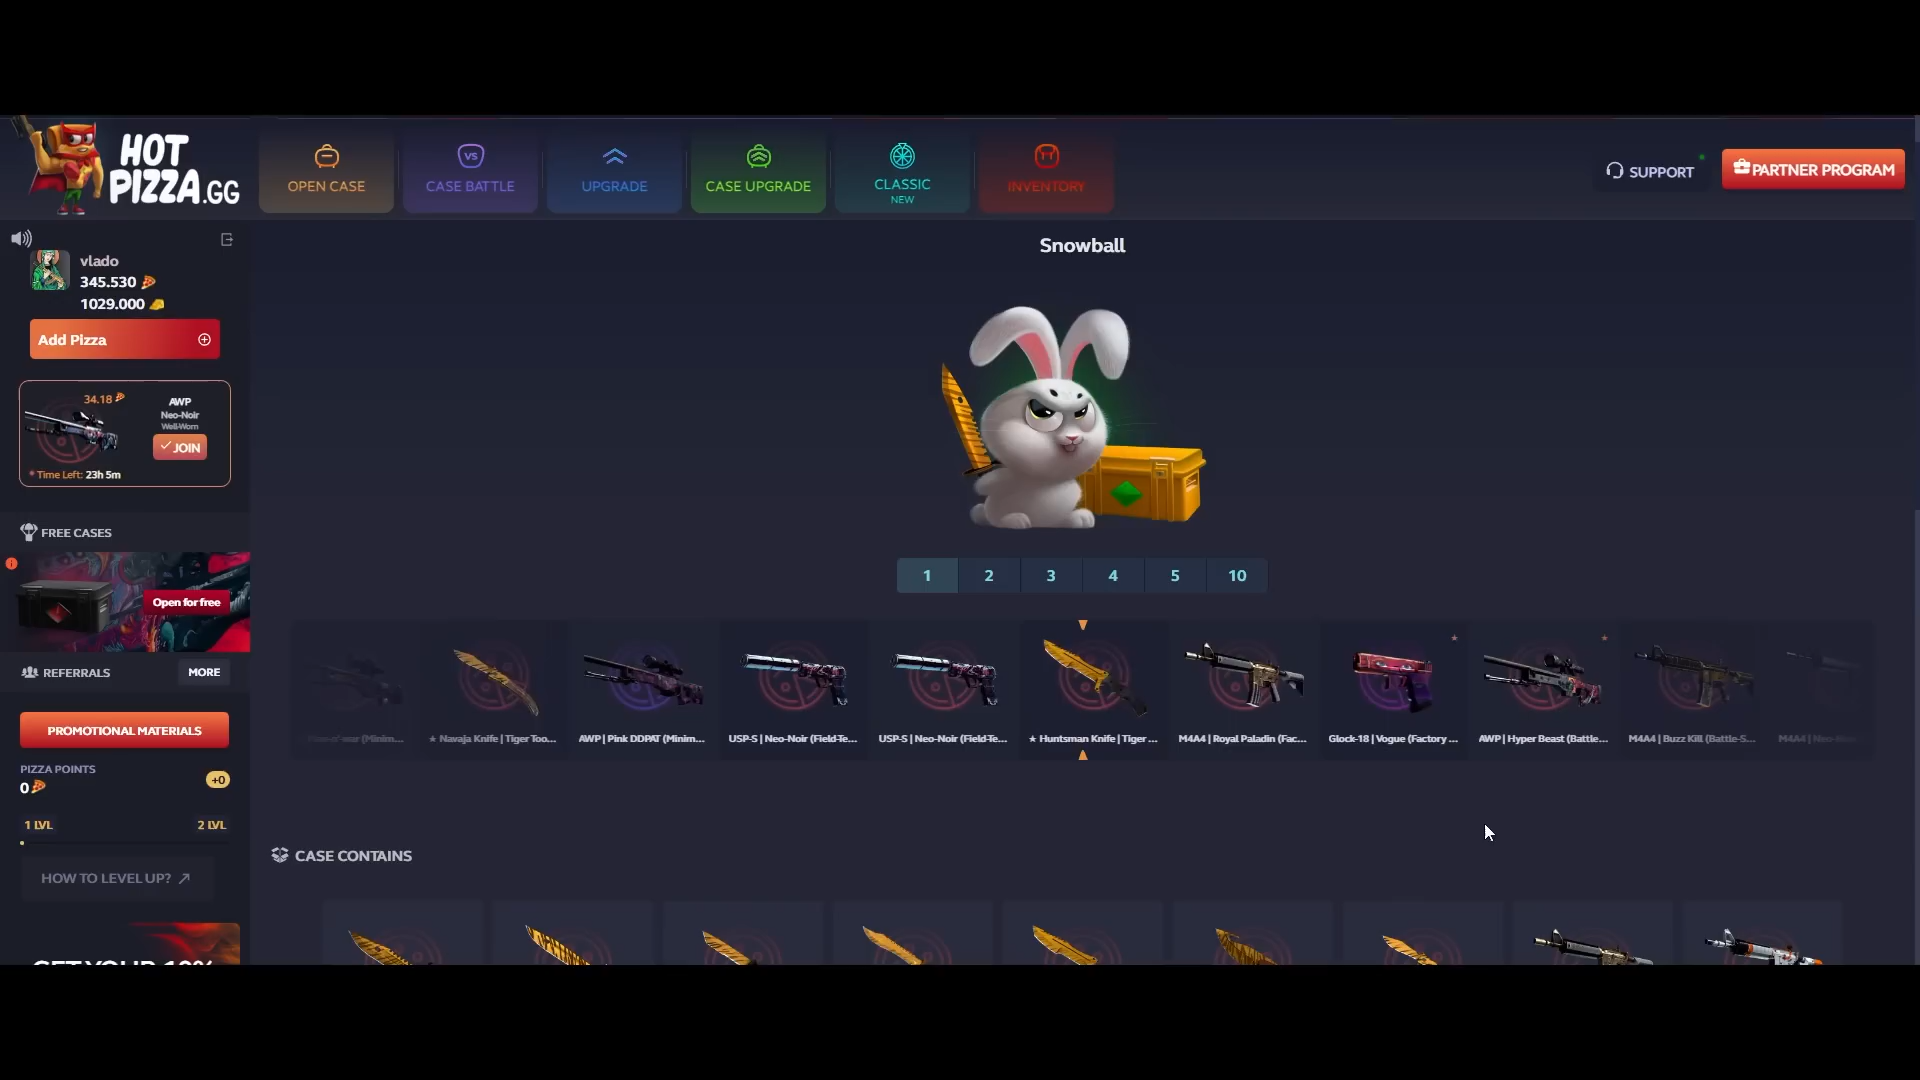 HOT
PIZZA.GG
OPEN CASE
VS
CASE BATTLE
UPGRADE
CASE UPGRADE
CLASSIC
NEW
INVENTORY
SUPPORT
PARTNER PROGRAM
vlado
345.530
1029.000
Add Pizza
34.18
AWP
Neo-Noir
Well-Worn
JOIN
* Time Left: 23h 5m
FREE CASES
Open for free
REFERRALS
MORE
PROMOTIONAL MATERIALS
PIZZA POINTS
0
+0
1 LVL
2 LVL
HOW TO LEVEL UP?
GET YOUR 10%
Snowball
1
2
3
4
5
10
★ Navaja Knife | Tiger Too...
AWP | Pink DDPAT (Minim...
USP-S | Neo-Noir (Field-Te...
USP-S | Neo-Noir (Field-Te...
★ Huntsman Knife | Tiger ...
M4A4 | Royal Paladin (Fac...
Glock-18 | Vogue (Factory ...
AWP | Hyper Beast (Battle...
M4A4 | Buzz Kill (Battle-S...
CASE CONTAINS